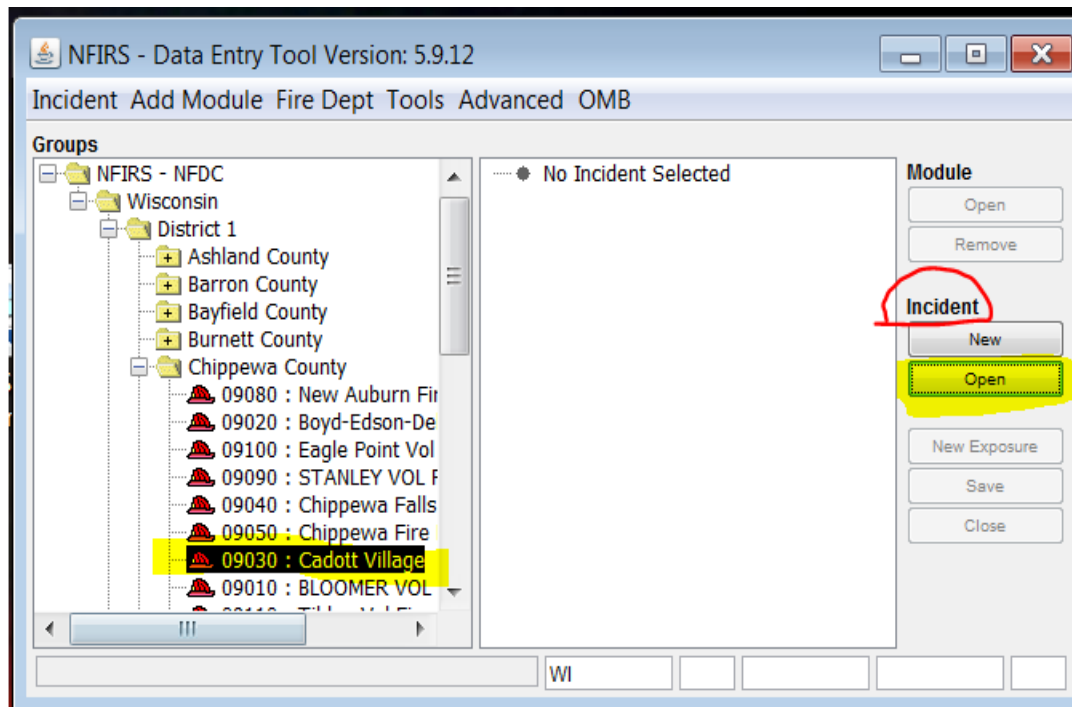 NFIRS - Data Entry Tool Version: 5.9.12
Incident Add Module Fire Dept Tools Advanced OMB
Groups
NFIRS - NFDC
Wisconsin
District 1
Ashland County
Barron County
Bayfield County
Burnett County
Chippewa County
09080 : New Auburn Fir
09020 : Boyd-Edson-De
09100 : Eagle Point Vol
09090 : STANLEY VOL F
09040 : Chippewa Falls
09050 : Chippewa Fire
09030 : Cadott Village
09010 : BLOOMER VOL
No Incident Selected
Module
Open
Remove
Incident
New
Open
New Exposure
Save
Close
WI